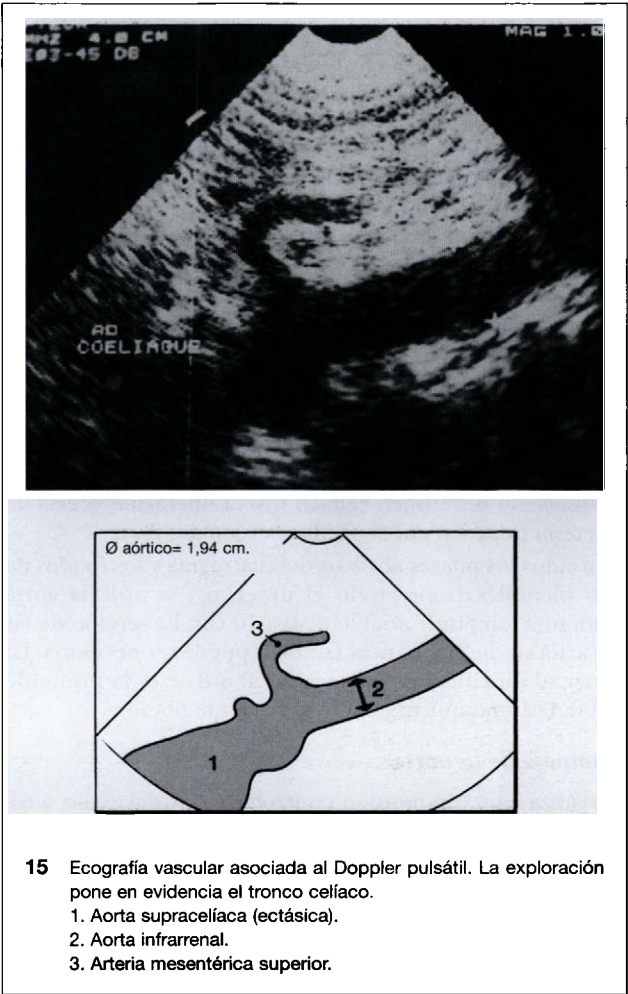 MHZ 4.0 CM
MAG 1.0
-45 DB
AO
COELIAQUE
Ø aórtico= 1,94 cm.
3
2
1
15 Ecografía vascular asociada al Doppler pulsátil. La exploración
pone en evidencia el tronco celíaco.
1. Aorta supracelíaca (ectásica).
2. Aorta infrarrenal.
3. Arteria mesentérica superior.